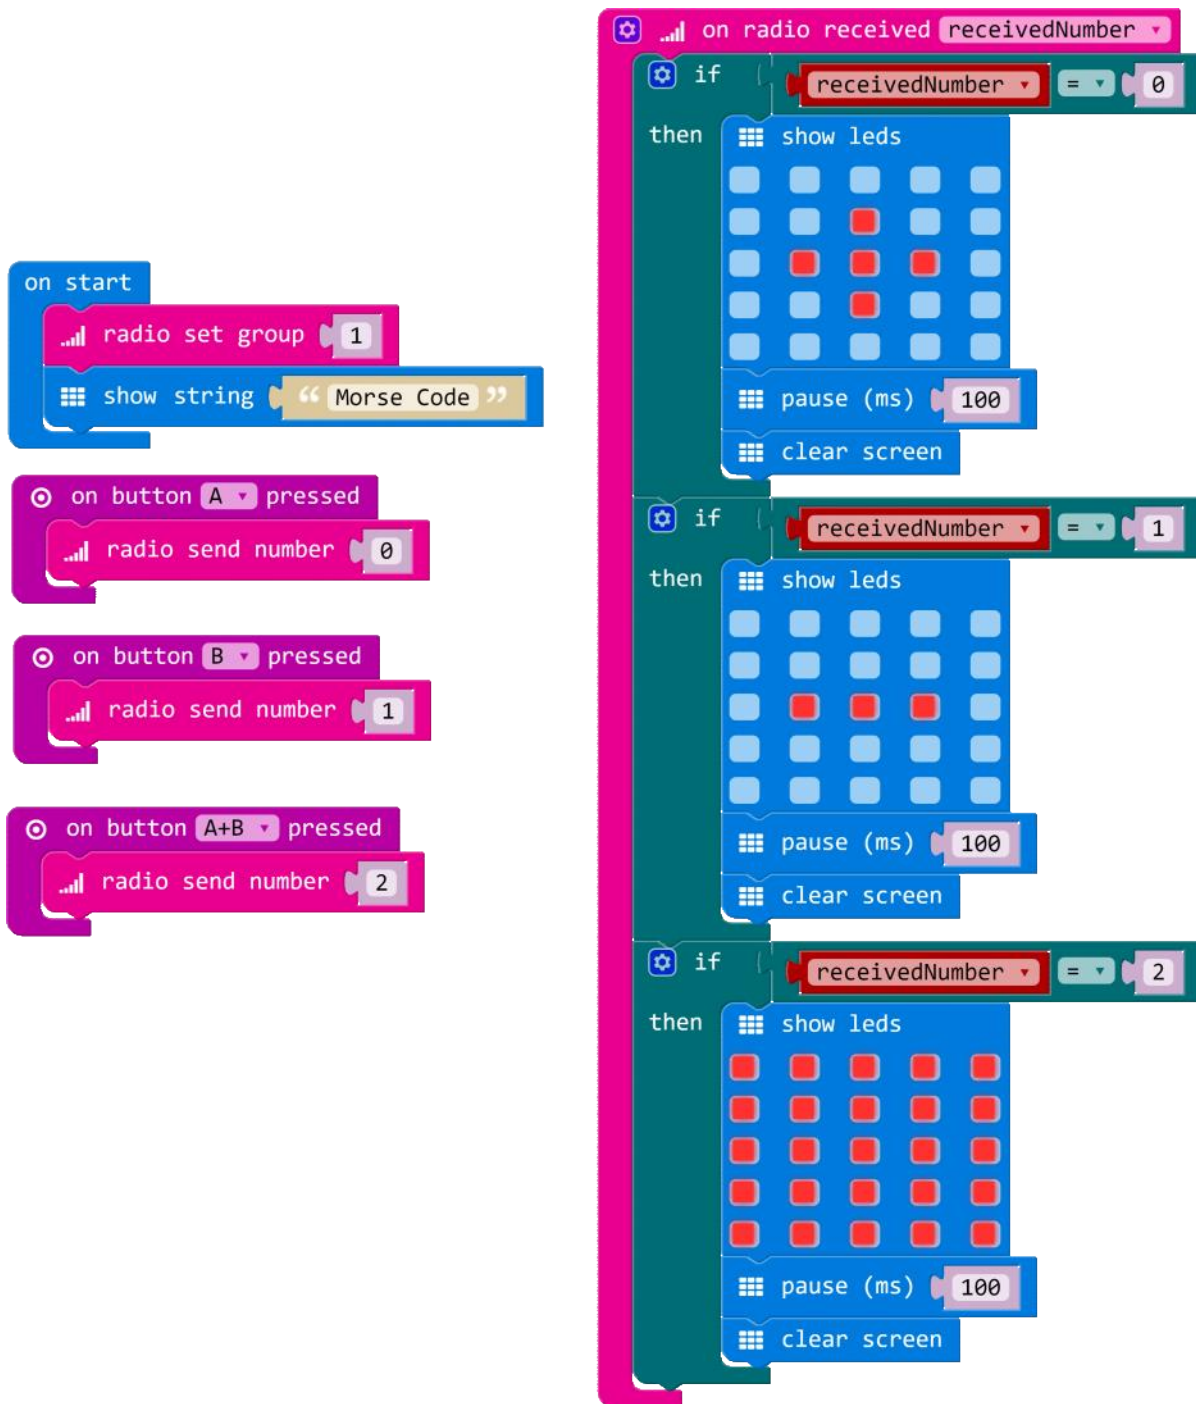 on start
radio set group 1
show string “ Morse Code ”
on button A pressed
radio send number 0
on button B pressed
radio send number 1
on button A+B pressed
radio send number 2
on radio received receivedNumber
if receivedNumber = 0
then show leds
pause (ms) 100
clear screen
if receivedNumber = 1
then show leds
pause (ms) 100
clear screen
if receivedNumber = 2
then show leds
pause (ms) 100
clear screen